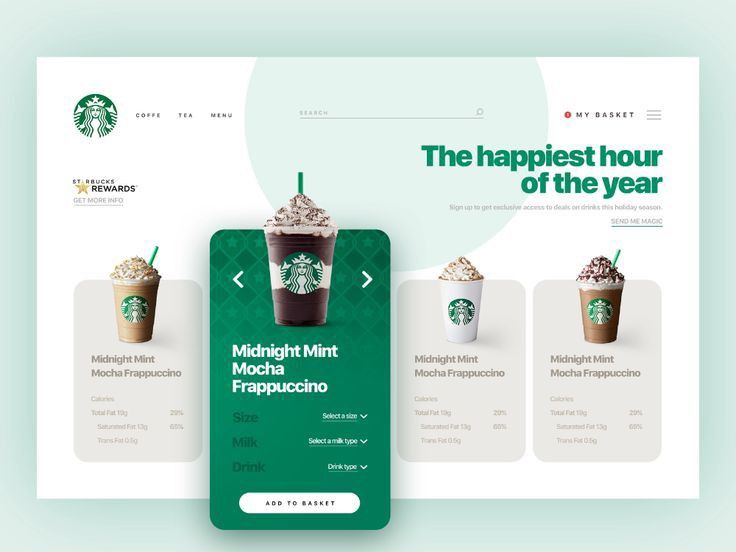 COFFE TEA MENU
SEARCH
MY BASKET
The happiest hour
of the year
Sign up to get exclusive access to deals on drinks this holiday season.
SEND ME MAGIC
STARBUCKS
REWARDS
GET MORE INFO
Midnight Mint
Mocha Frappuccino
Calories
Total Fat 19g 29%
Saturated Fat 13g 65%
Trans Fat 0.5g
Midnight Mint
Mocha
Frappuccino
Size Select a size
Milk Select a milk type
Drink Drink type
ADD TO BASKET
Midnight Mint
Mocha Frappuccino
Calories
Total Fat 19g 29%
Saturated Fat 13g 65%
Trans Fat 0.5g
Midnight Mint
Mocha Frappuccino
Calories
Total Fat 19g 29%
Saturated Fat 13g 65%
Trans Fat 0.5g